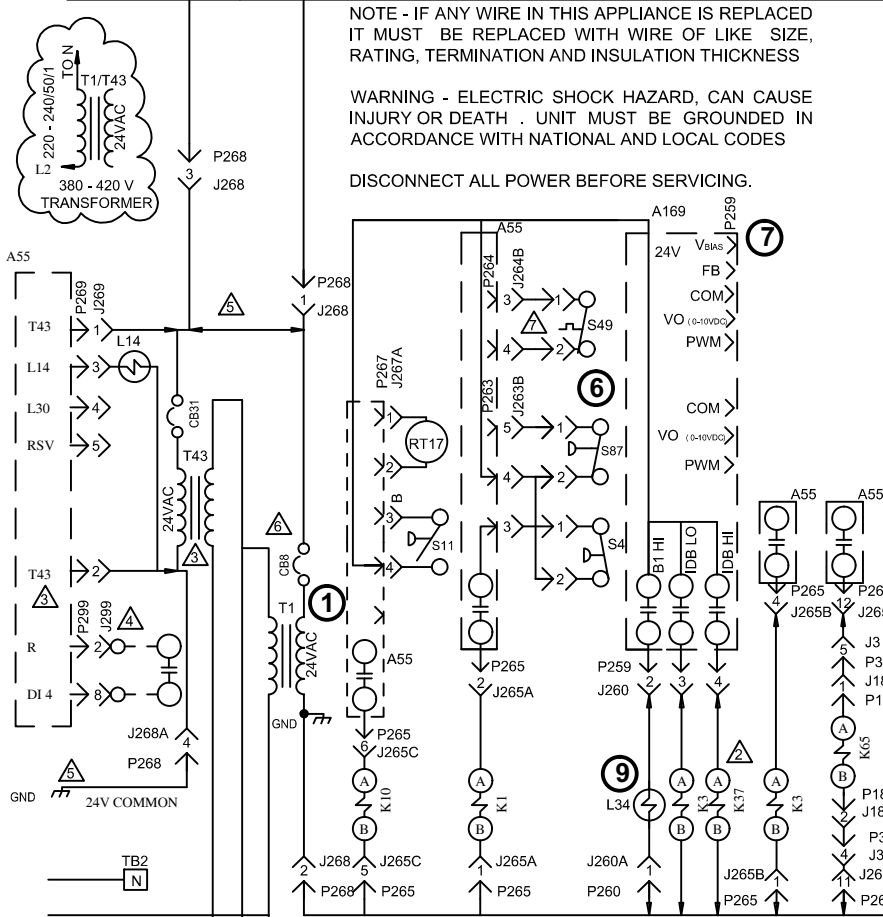 NOTE - IF ANY WIRE IN THIS APPLIANCE IS REPLACED
IT MUST BE REPLACED WITH WIRE OF LIKE SIZE,
RATING, TERMINATION AND INSULATION THICKNESS
WARNING - ELECTRIC SHOCK HAZARD, CAN CAUSE
INJURY OR DEATH . UNIT MUST BE GROUNDED IN
ACCORDANCE WITH NATIONAL AND LOCAL CODES
DISCONNECT ALL POWER BEFORE SERVICING.
220 - 240/50/1
TO N
T1/T43
24VAC
L2
380 - 420 V
TRANSFORMER
P268
3
J268
P268
1
J268
5
A55
P269
J269
T43
1
L14
L14
3
L30
4
RSV
5
T43
2
3
P299
J299
4
R
2
DI 4
8
CB31
T43
24VAC
3
J268A
4
P268
5
GND
24V COMMON
TB2
N
6
CB8
T1
1
24VAC
GND
J268
2
P268
P267
J267A
1
RT17
2
B
3
S11
4
A55
P265
6
J265C
A
K10
B
J265C
5
P265
A55
P264
J264B
3
1
7
S49
4
2
6
P263
J263B
5
1
S87
4
2
3
1
S4
2
P265
2
J265A
A
K1
B
J265A
1
P265
A169
P259
7
24V
VBIAS
FB
COM
VO (0-10VDC)
PWM
COM
VO (0-10VDC)
PWM
B1 HI
IDB LO
IDB HI
P259
2
3
4
J260
9
L34
2
A
K3
B
A
K37
B
J260A
1
P260
A55
4
P265
J265B
A
K3
B
J265B
1
P265
A55
12
5
J3
1
A
K65
B
2
4
J3
11